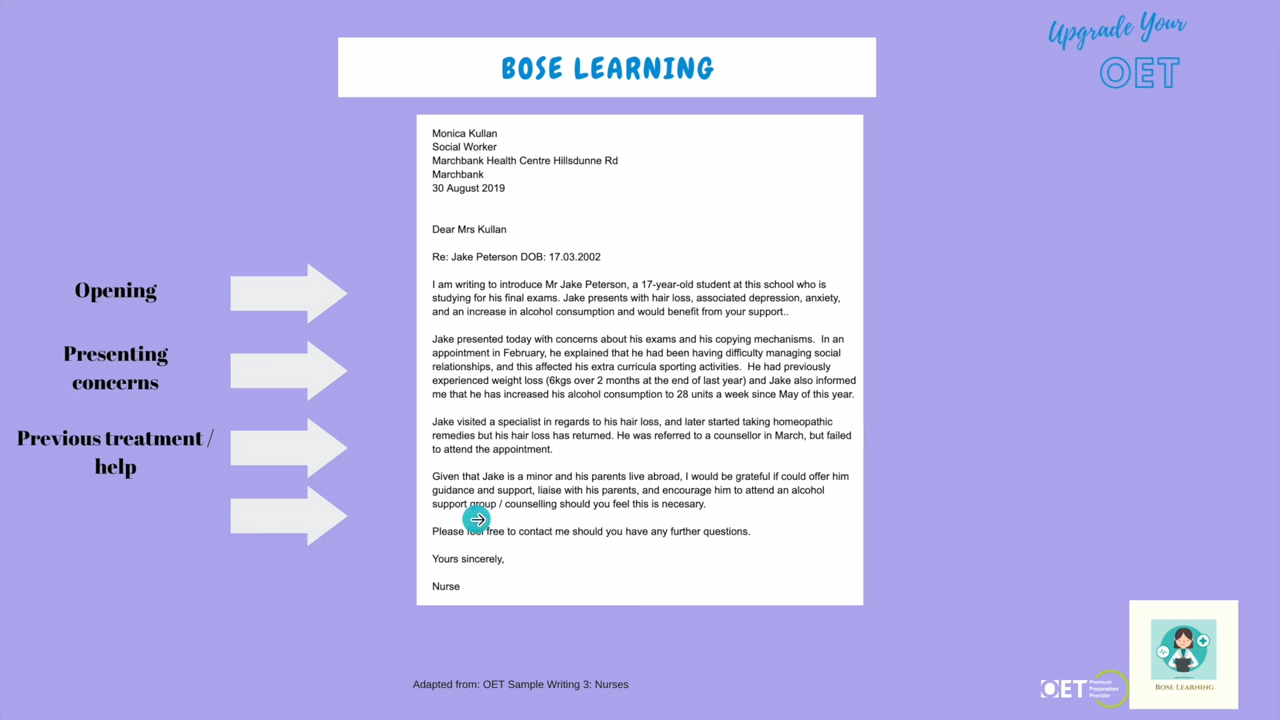 Upgrade Your
OET
BOSE LEARNING
Monica Kullan
Social Worker
Marchbank Health Centre Hillsdunne Rd
Marchbank
30 August 2019
Dear Mrs Kullan
Re: Jake Peterson DOB: 17.03.2002
Opening
I am writing to introduce Mr Jake Peterson, a 17-year-old student at this school who is
studying for his final exams. Jake presents with hair loss, associated depression, anxiety,
and an increase in alcohol consumption and would benefit from your support..
Presenting
concerns
Jake presented today with concerns about his exams and his copying mechanisms. In an
appointment in February, he explained that he had been having difficulty managing social
relationships, and this affected his extra curricula sporting activities. He had previously
experienced weight loss (6kgs over 2 months at the end of last year) and Jake also informed
me that he has increased his alcohol consumption to 28 units a week since May of this year.
Previous treatment /
help
Jake visited a specialist in regards to his hair loss, and later started taking homeopathic
remedies but his hair loss has returned. He was referred to a counsellor in March, but failed
to attend the appointment.
Given that Jake is a minor and his parents live abroad, I would be grateful if could offer him
guidance and support, liaise with his parents, and encourage him to attend an alcohol
support group / counselling should you feel this is necesary.
Please feel free to contact me should you have any further questions.
Yours sincerely,
Nurse
Adapted from: OET Sample Writing 3: Nurses
OET Premium
Preparation
Provider
BOSE LEARNING